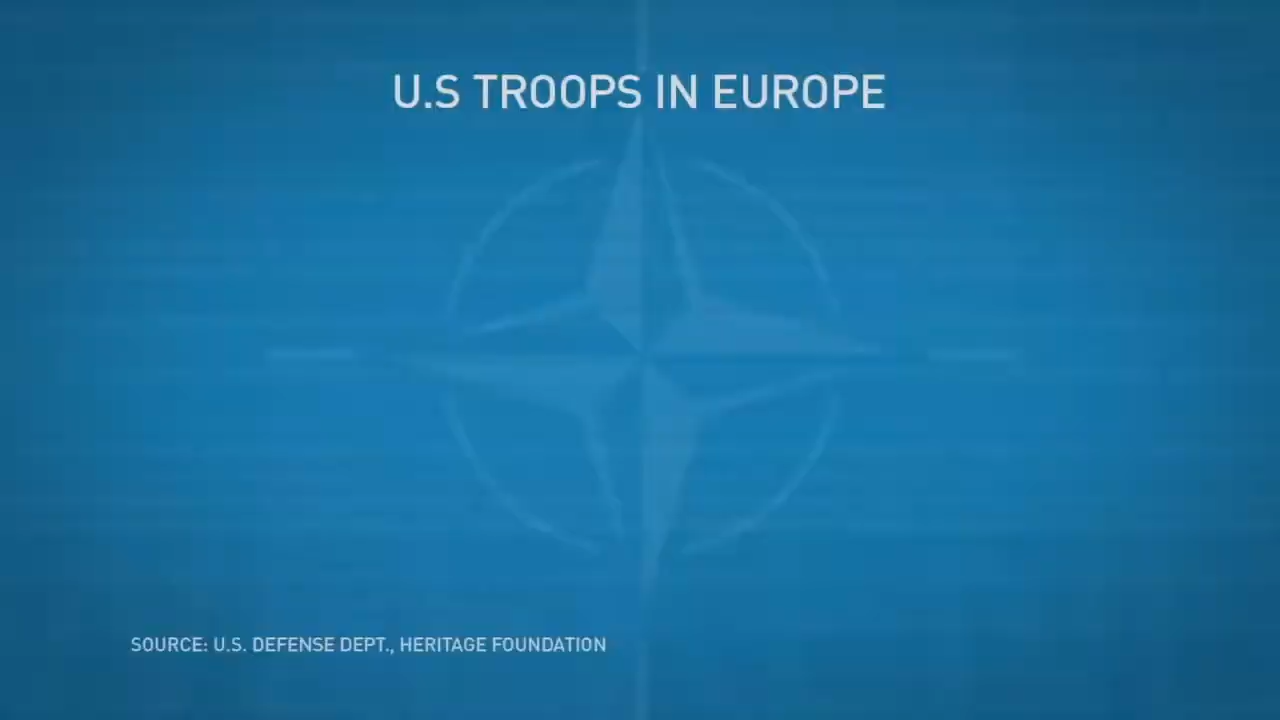 U.S TROOPS IN EUROPE
SOURCE: U.S. DEFENSE DEPT., HERITAGE FOUNDATION